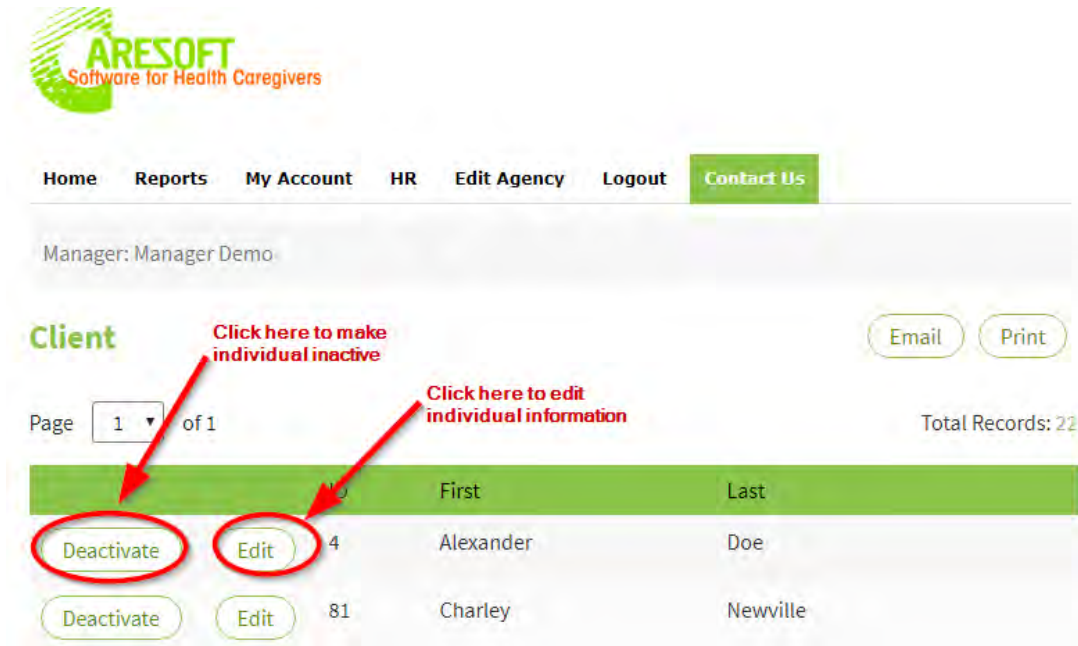 CARESOFT
Software for Health Caregivers
Home Reports My Account HR Edit Agency Logout Contact Us
Manager: Manager Demo
Client
Click here to make
individual inactive
Email Print
Click here to edit
individual information
Page 1 of 1
Total Records: 22
ID First Last
Deactivate Edit 4 Alexander Doe
Deactivate Edit 81 Charley Newville